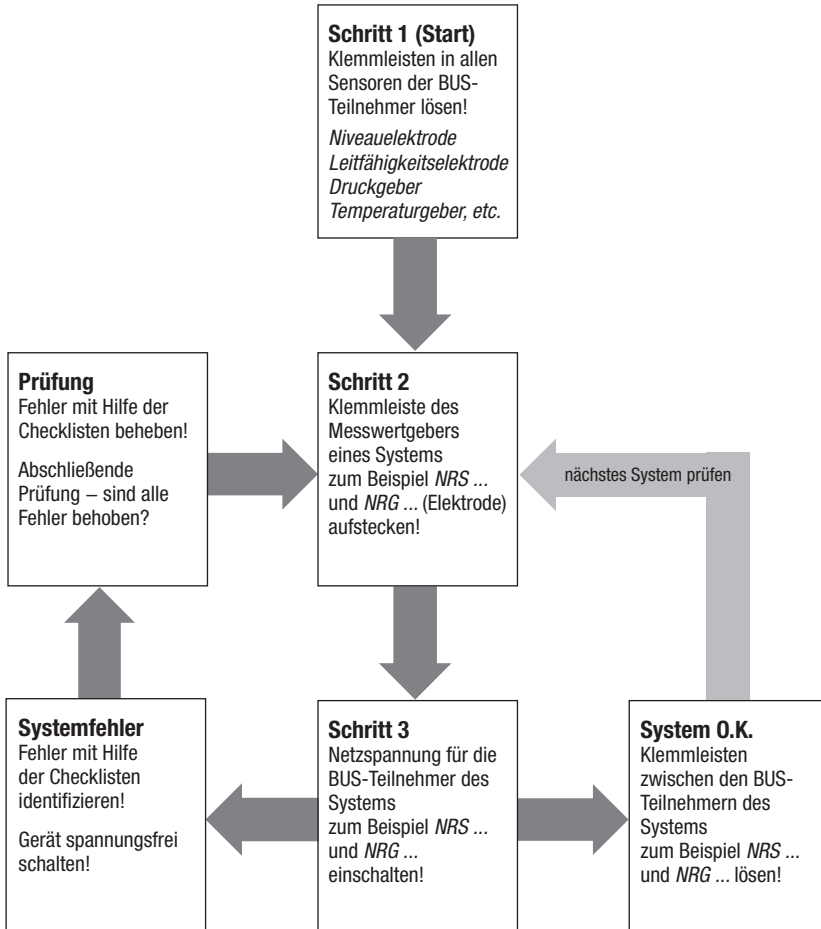 Schritt 1 (Start)
Klemmleisten in allen
Sensoren der BUS-
Teilnehmer lösen!
Niveauelektrode
Leitfähigkeitselektrode
Druckgeber
Temperaturgeber, etc.
Prüfung
Fehler mit Hilfe der
Checklisten beheben!
Abschließende
Prüfung – sind alle
Fehler behoben?
Schritt 2
Klemmleiste des
Messwertgebers
eines Systems
zum Beispiel NRS ...
und NRG ... (Elektrode)
aufstecken!
nächstes System prüfen
Systemfehler
Fehler mit Hilfe
der Checklisten
identifizieren!
Gerät spannungsfrei
schalten!
Schritt 3
Netzspannung für die
BUS-Teilnehmer des
Systems
zum Beispiel NRS ...
und NRG ...
einschalten!
System O.K.
Klemmleisten
zwischen den BUS-
Teilnehmern des
Systems
zum Beispiel NRS ...
und NRG ... lösen!